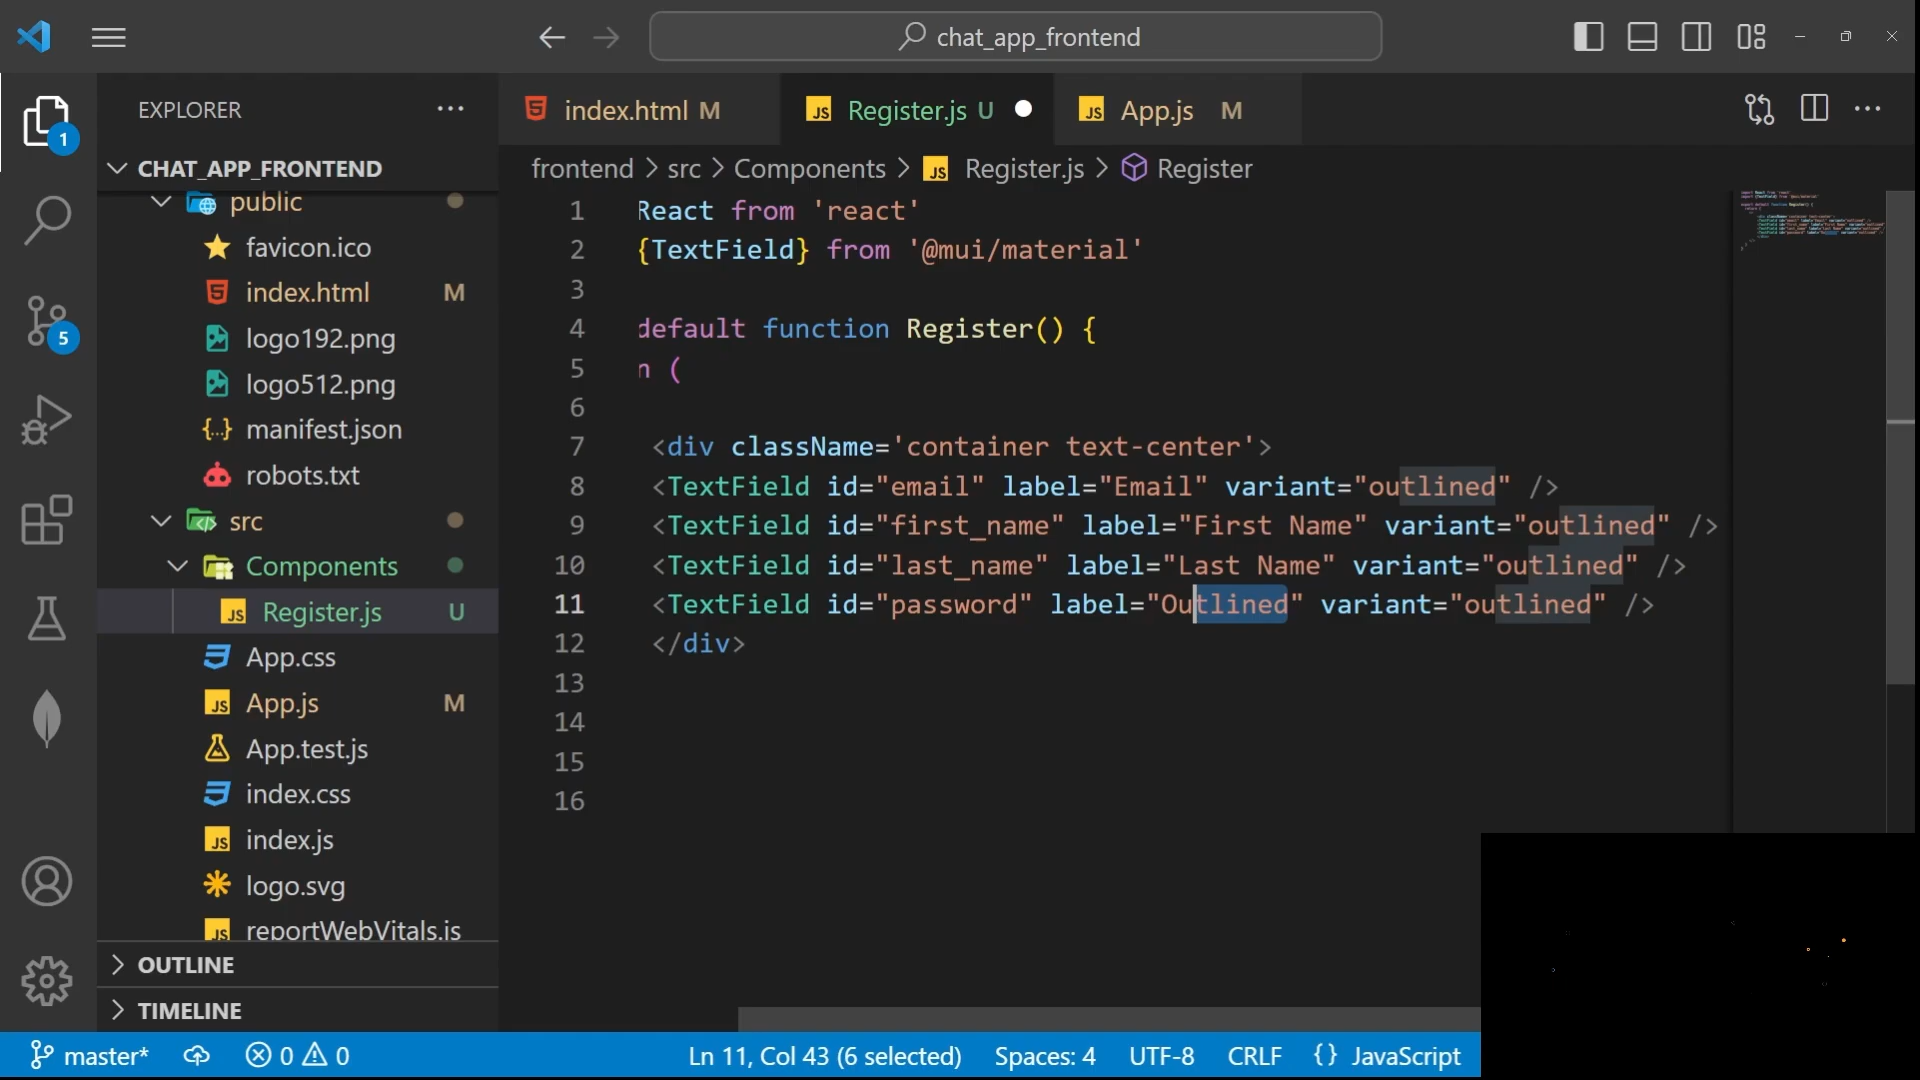 chat_app_frontend
EXPLORER
index.html M
Register.js U
App.js M
1
CHAT_APP_FRONTEND
frontend > src > Components > JS Register.js > Register
public
favicon.ico
index.html M
logo192.png
logo512.png
manifest.json
robots.txt
src
Components
Register.js U
App.css
App.js M
App.test.js
index.css
index.js
logo.svg
reportWebVitals.js
OUTLINE
TIMELINE
5
1 React from 'react'
2 {TextField} from '@mui/material'
3
4 default function Register() {
5 n (
6
7 <div className='container text-center'>
8 <TextField id="email" label="Email" variant="outlined" />
9 <TextField id="first_name" label="First Name" variant="outlined" />
10 <TextField id="last_name" label="Last Name" variant="outlined" />
11 <TextField id="password" label="Outlined" variant="outlined" />
12 </div>
13
14
15
16
master* 0 0 Ln 11, Col 43 (6 selected) Spaces: 4 UTF-8 CRLF {} JavaScript